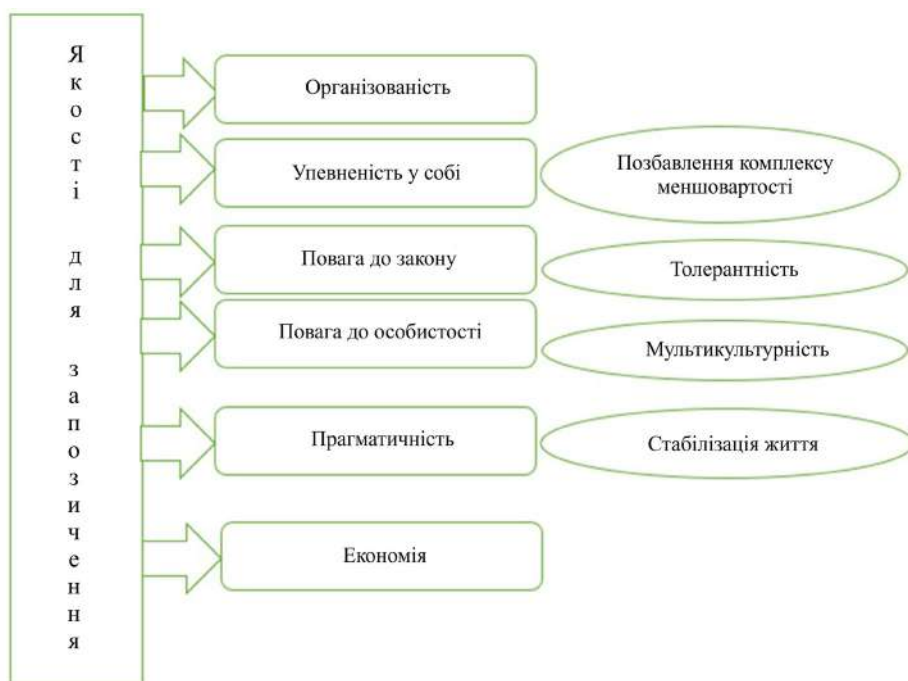 Якості для запозичення
Організованість
Упевненість у собі
Позбавлення комплексу
меншовартості
Повага до закону
Толерантність
Повага до особистості
Мультикультурність
Прагматичність
Стабілізація життя
Економія